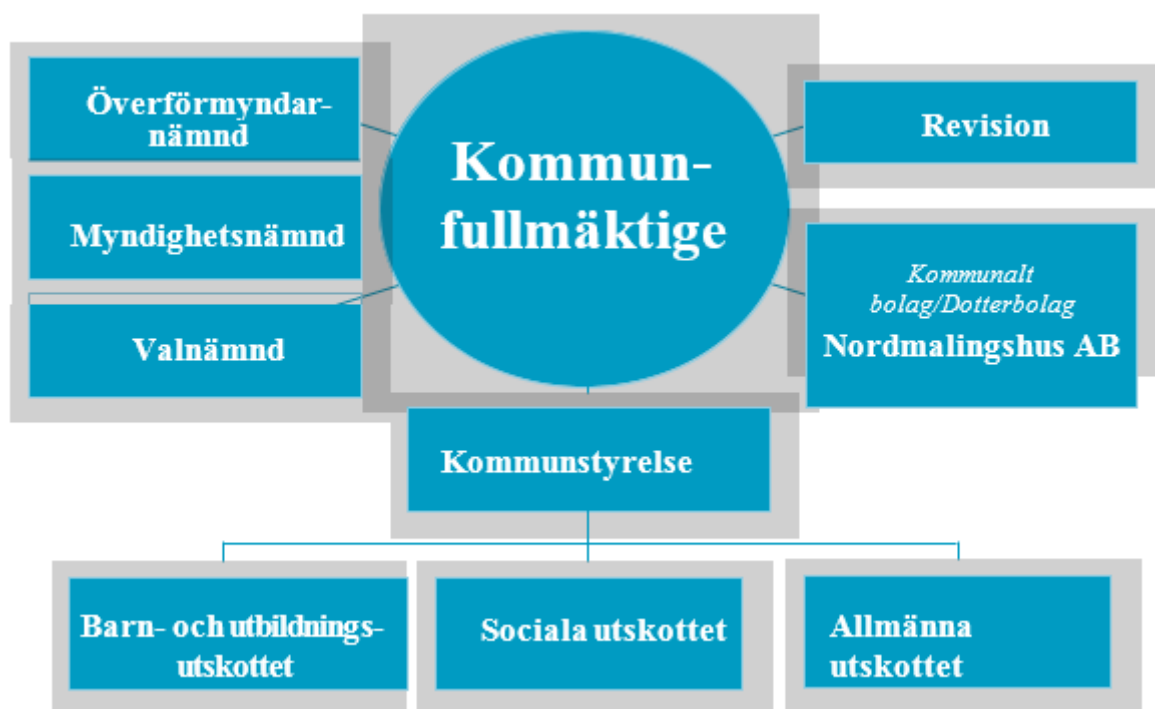 Överförmyndar-
nämnd
Myndighetsnämnd
Valnämnd
Kommun-
fullmäktige
Revision
Kommunalt
bolag/Dotterbolag
Nordmalingshus AB
Kommunstyrelse
Barn- och utbildnings-
utskottet
Sociala utskottet
Allmänna
utskottet